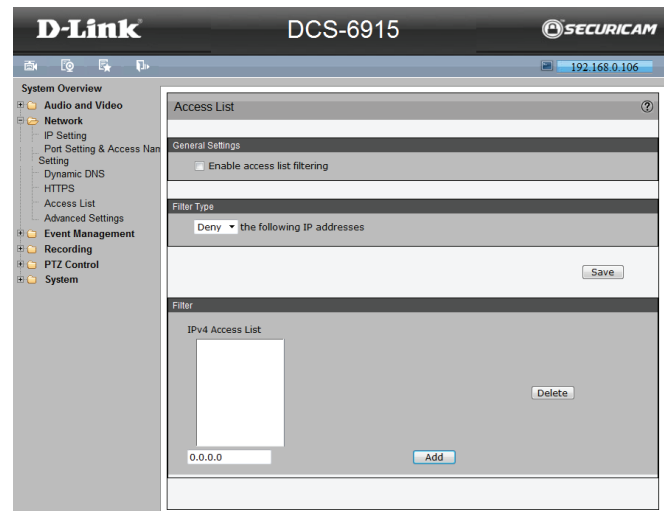 D-Link
DCS-6915
SECURICAM
192.168.0.106
System Overview
Audio and Video
Network
IP Setting
Port Setting & Access Nan
Setting
Dynamic DNS
HTTPS
Access List
Advanced Settings
Event Management
Recording
PTZ Control
System
Access List
?
General Settings
Enable access list filtering
Filter Type
Deny the following IP addresses
Save
Filter
IPv4 Access List
Delete
0.0.0.0
Add